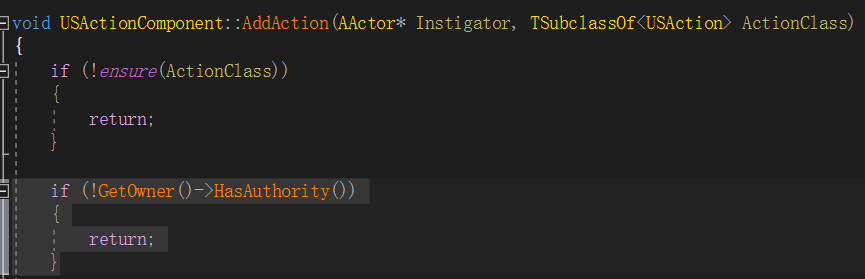 void USActionComponent::AddAction(AActor* Instigator, TSubclassOf<USAction> ActionClass)
{
if (!ensure(ActionClass))
{
return;
}
if (!GetOwner()->HasAuthority())
{
return;
}